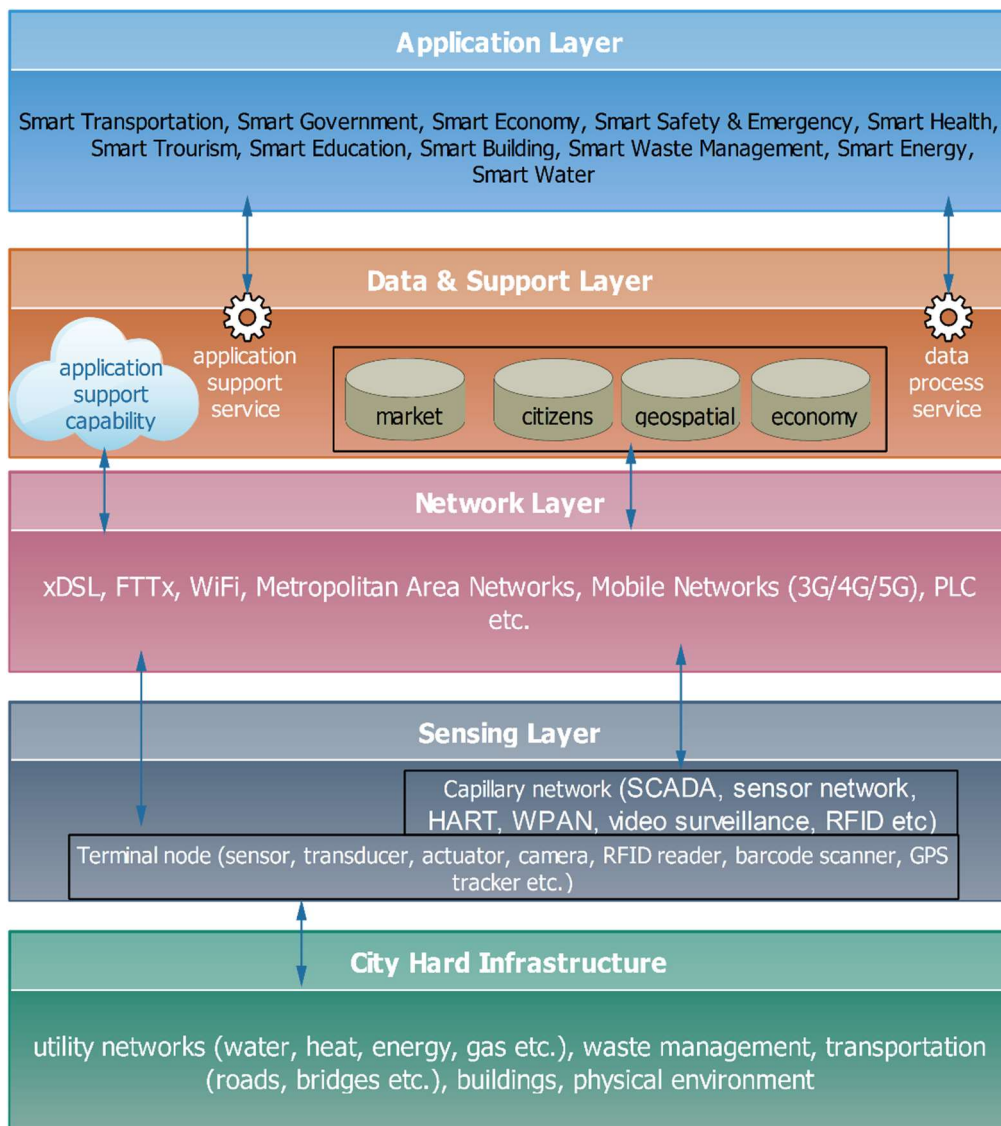 Application Layer
Smart Transportation, Smart Government, Smart Economy, Smart Safety & Emergency, Smart Health,
Smart Trourism, Smart Education, Smart Building, Smart Waste Management, Smart Energy,
Smart Water
Data & Support Layer
application
support
capability
application
support
service
market
citizens
geospatial
economy
data
process
service
Network Layer
xDSL, FTTx, WiFi, Metropolitan Area Networks, Mobile Networks (3G/4G/5G), PLC
etc.
Sensing Layer
Capillary network (SCADA, sensor network,
HART, WPAN, video surveillance, RFID etc)
Terminal node (sensor, transducer, actuator, camera, RFID reader, barcode scanner, GPS
tracker etc.)
City Hard Infrastructure
utility networks (water, heat, energy, gas etc.), waste management, transportation
(roads, bridges etc.), buildings, physical environment